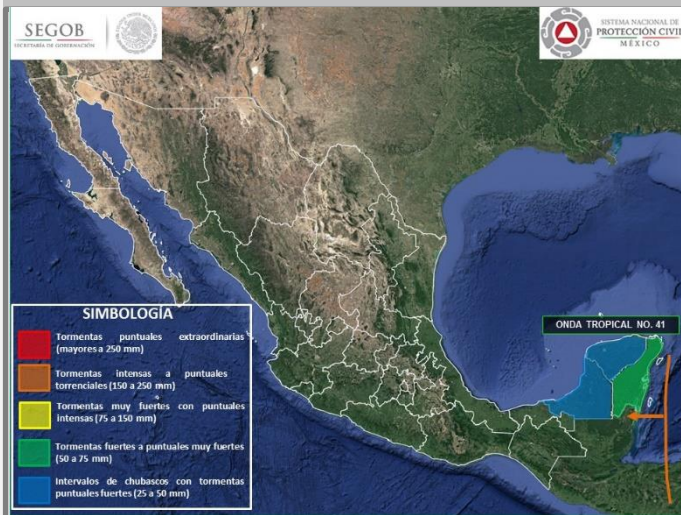 SEGOB
SECRETARÍA DE GOBERNACIÓN
SISTEMA NACIONAL DE
PROTECCIÓN CIVIL
MÉXICO
ONDA TROPICAL NO. 41
SIMBOLOGÍA
Tormentas puntuales extraordinarias
(mayores a 250 mm)
Tormentas intensas a puntuales
torrenciales (150 a 250 mm)
Tormentas muy fuertes con puntuales
intensas (75 a 150 mm)
Tormentas fuertes a puntuales muy fuertes
(50 a 75 mm)
Intervalos de chubascos con tormentas
puntuales fuertes (25 a 50 mm)